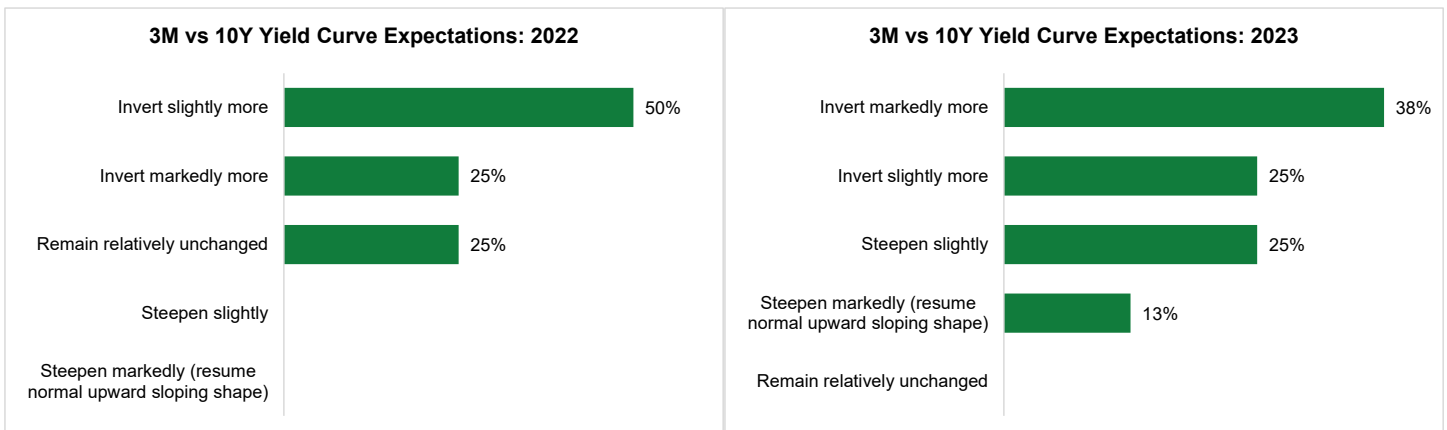 3M vs 10Y Yield Curve Expectations: 2022
Invert slightly more
50%
Invert markedly more
25%
Remain relatively unchanged
25%
Steepen slightly
Steepen markedly (resume
normal upward sloping shape)
3M vs 10Y Yield Curve Expectations: 2023
Invert markedly more
38%
Invert slightly more
25%
Steepen slightly
25%
Steepen markedly (resume
normal upward sloping shape)
13%
Remain relatively unchanged